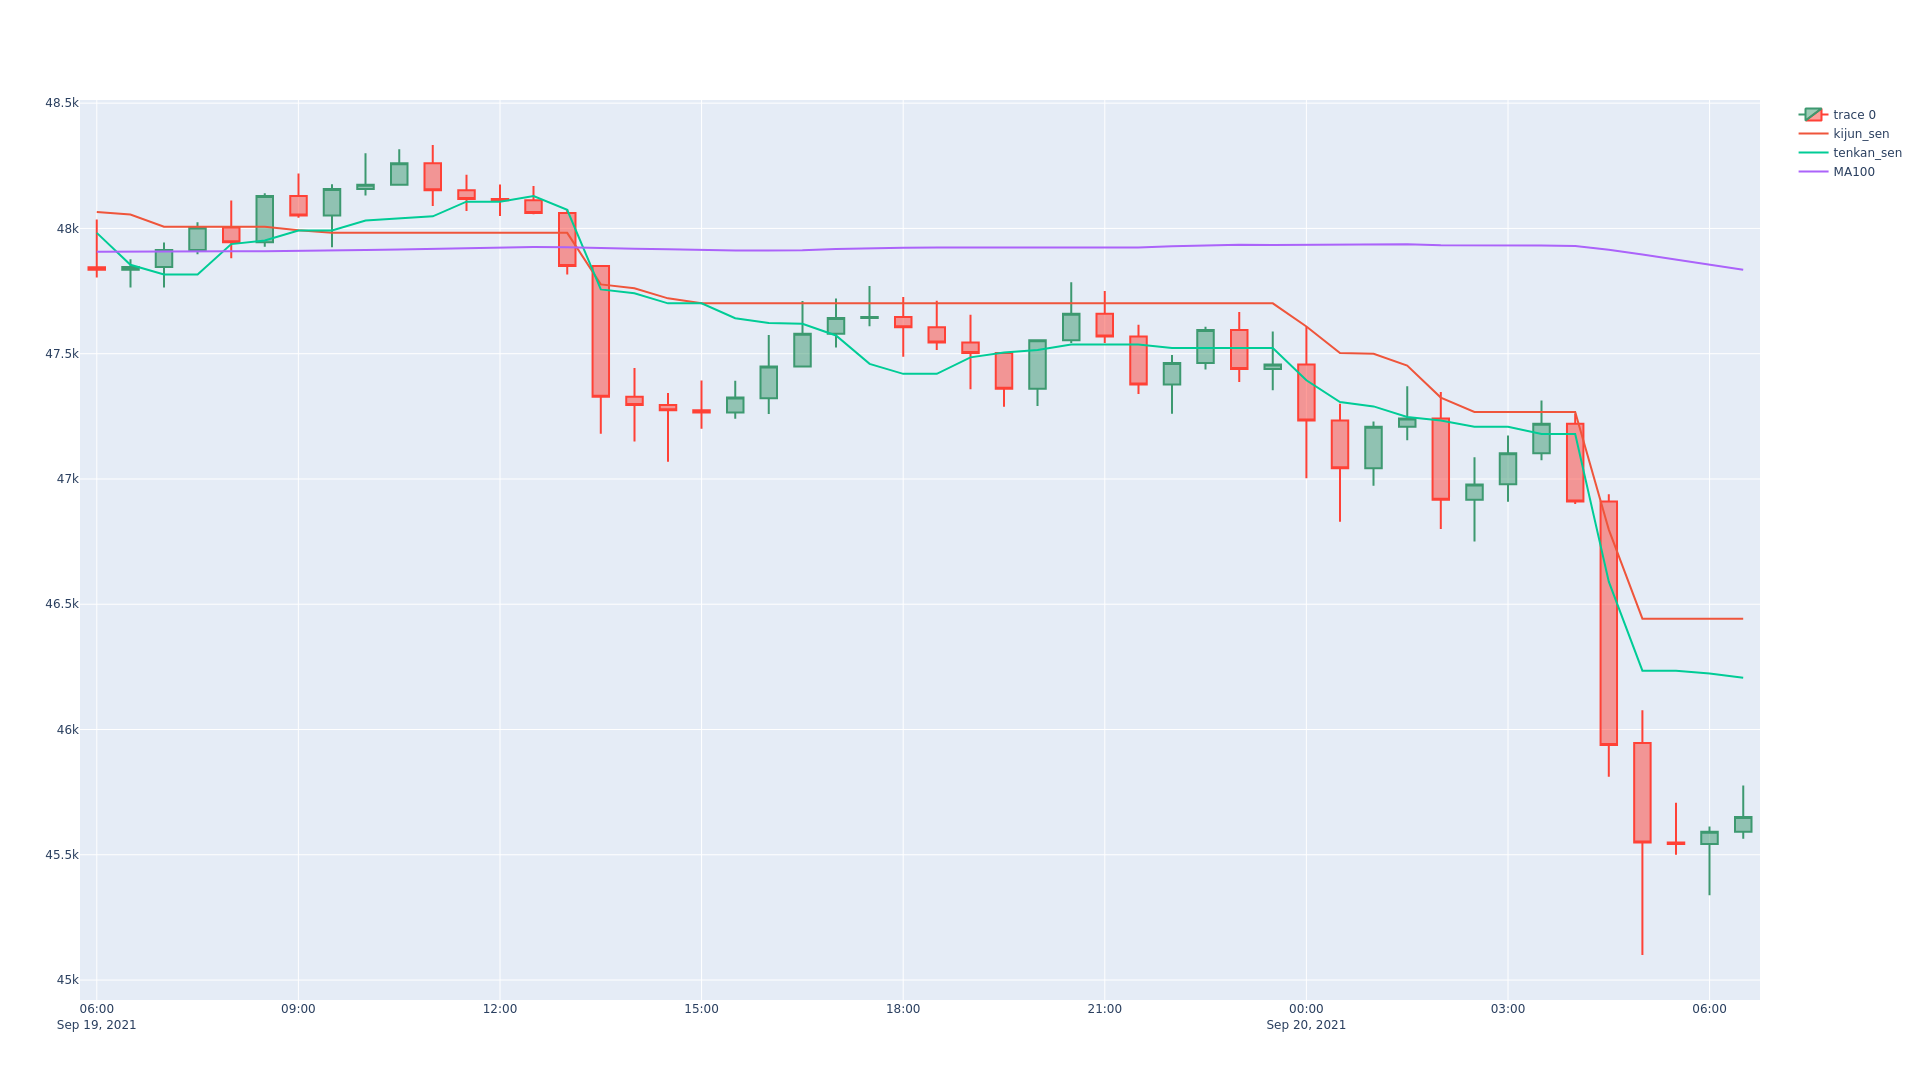 48.5k
48k
47.5k
47k
46.5k
46k
45.5k
45k
06:00 09:00 12:00 15:00 18:00 21:00 00:00 03:00 06:00
Sep 19, 2021 Sep 20, 2021
trace 0
kijun_sen
tenkan_sen
MA100